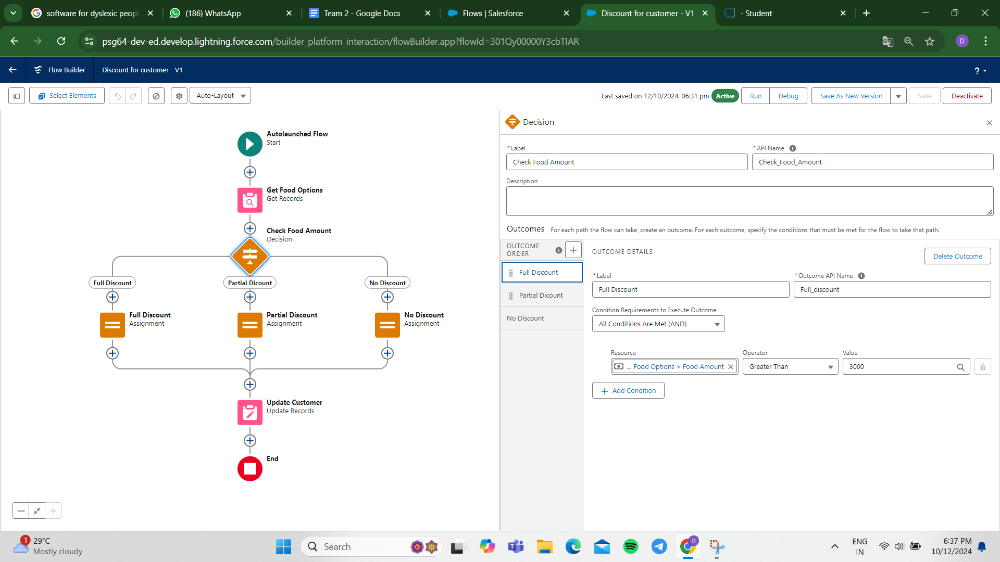 software for dyslexic peopl
(186) WhatsApp
Team 2 - Google Docs
Flows | Salesforce
Discount for customer - V1
- Student
psg64-dev-ed.develop.lightning.force.com/builder_platform_interaction/flowBuilder.app?flowId=301Qy00000Y3cbTIAR
D
Flow Builder
Discount for customer - V1
?
Select Elements
Auto-Layout
Last saved on 12/10/2024, 06:31 pm
Active
Run
Debug
Save As New Version
Save
Deactivate
Autolaunched Flow
Start
Get Food Options
Get Records
Check Food Amount
Decision
Full Discount
Partial Dicount
No Discount
Full Discount
Assignment
Partial Discount
Assignment
No Discount
Assignment
Update Customer
Update Records
End
Decision
* Label
Check Food Amount
* API Name
Check_Food_Amount
Description
Outcomes
For each path the flow can take, create an outcome. For each outcome, specify the conditions that must be met for the flow to take that path.
OUTCOME
ORDER
Full Discount
Partial Dicount
No Discount
OUTCOME DETAILS
Delete Outcome
* Label
Full Discount
* Outcome API Name
Full_discount
Condition Requirements to Execute Outcome
All Conditions Are Met (AND)
Resource
... Food Options > Food Amount
Operator
Greater Than
Value
3000
Add Condition
1
29°C
Mostly cloudy
Search
D
ENG
IN
6:37 PM
10/12/2024